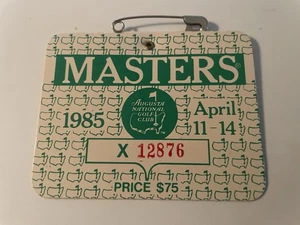 MASTERS
AUGUSTA
NATIONAL
GOLF
CLUB
1985
April
11-14
X 12876
PRICE $75